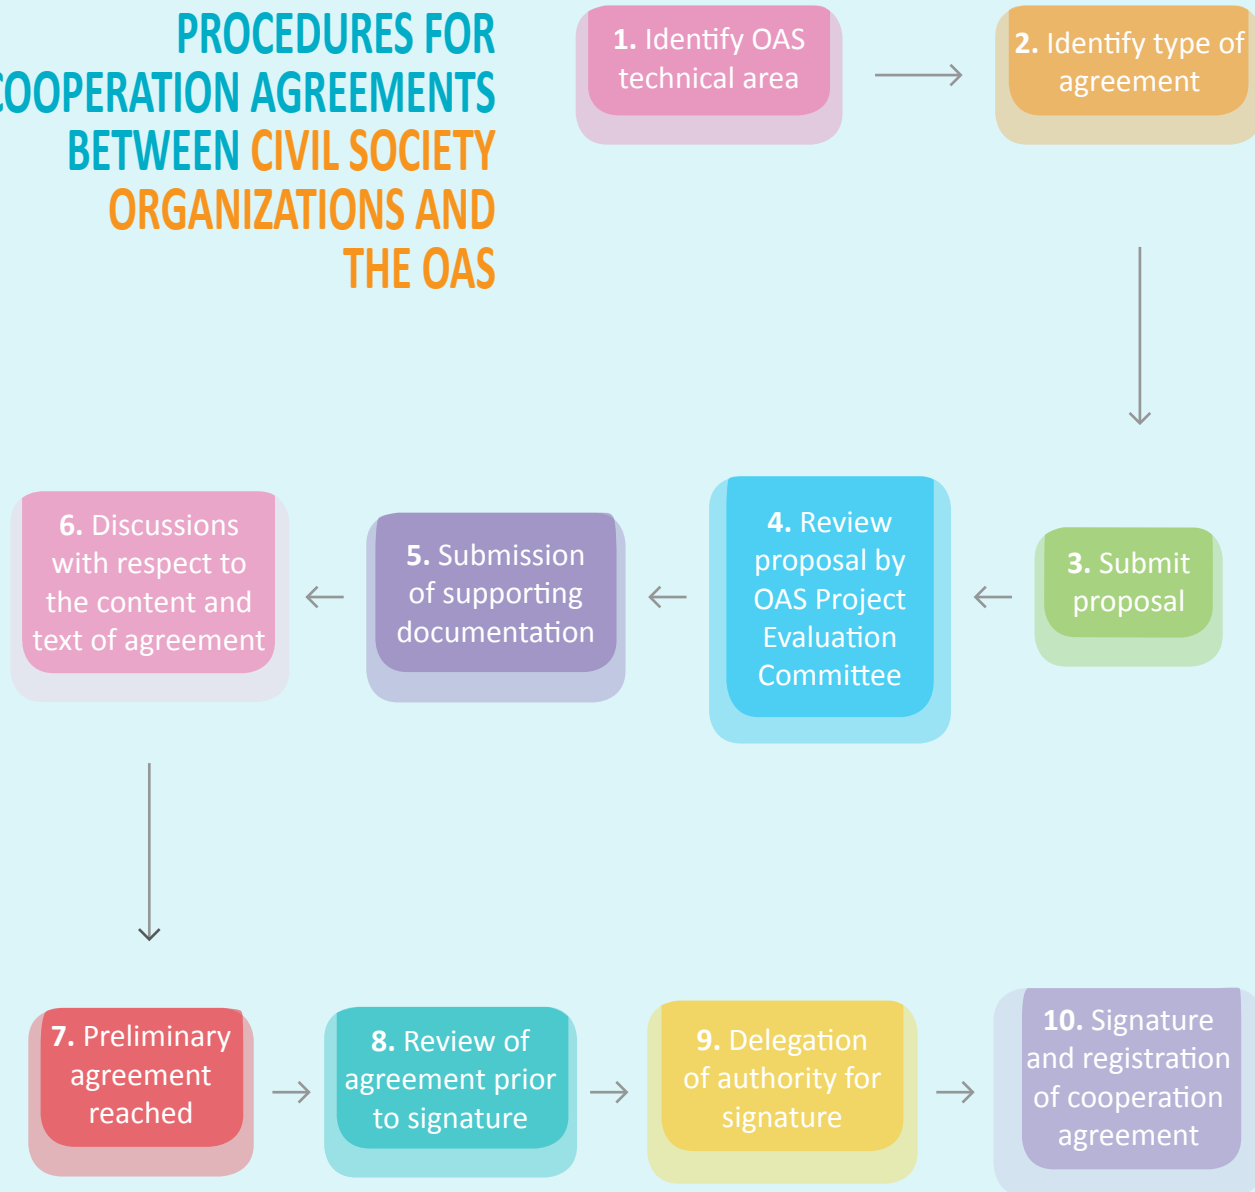 PROCEDURES FOR
COOPERATION AGREEMENTS
BETWEEN CIVIL SOCIETY
ORGANIZATIONS AND
THE OAS
1. Identify OAS
technical area
2. Identify type of
agreement
3. Submit
proposal
4. Review
proposal by
OAS Project
Evaluation
Committee
5. Submission
of supporting
documentation
6. Discussions
with respect to
the content and
text of agreement
7. Preliminary
agreement
reached
8. Review of
agreement prior
to signature
9. Delegation
of authority for
signature
10. Signature
and registration
of cooperation
agreement